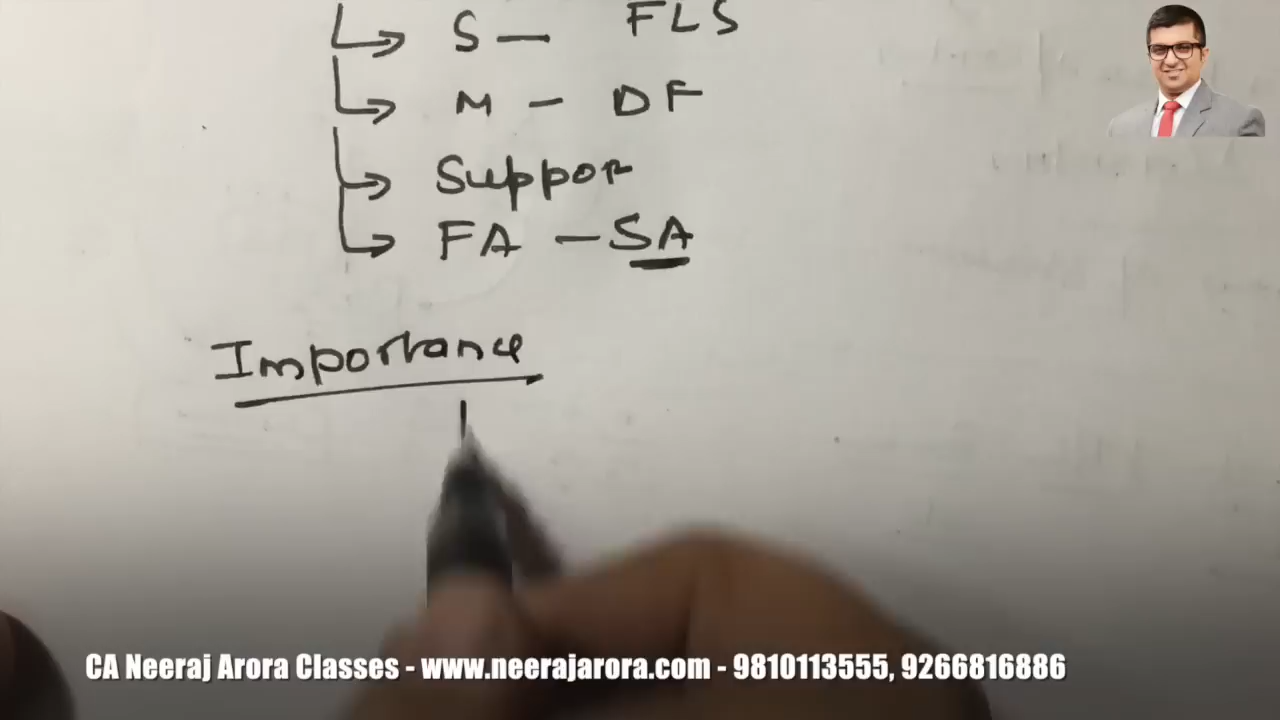 S — FLS
M — DF
Suppor
FA — SA
Importance
CA Neeraj Arora Classes - www.neerajarora.com - 9810113555, 9266816886